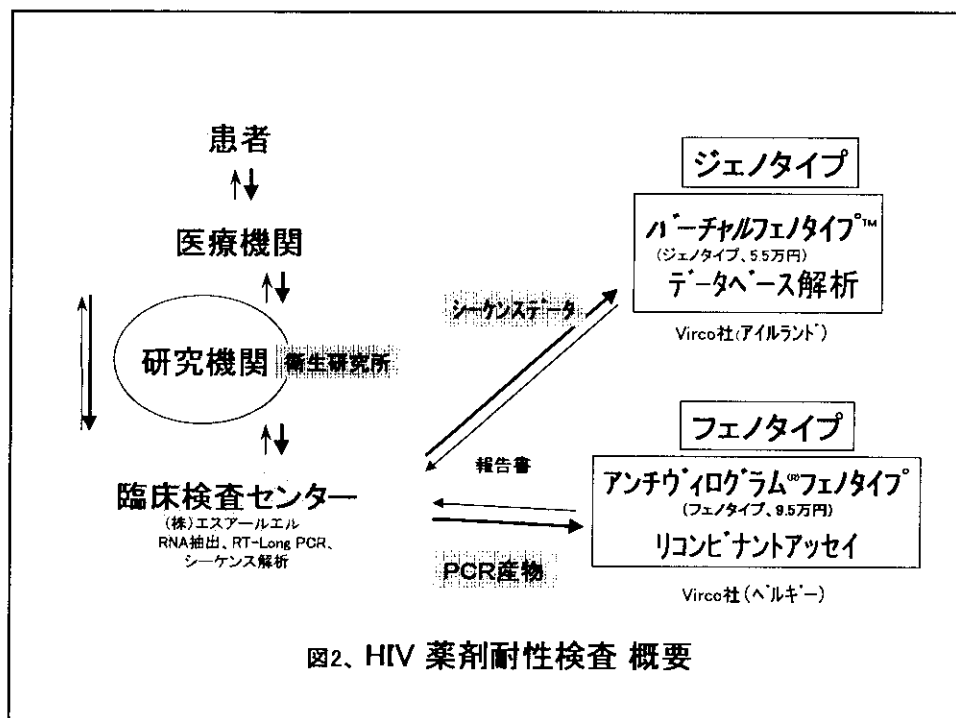 患者
医療機関
研究機関 衛生研究所
臨床検査センター
(株)エスアールエル
RNA抽出、RT-Long PCR、
シーケンス解析
シーケンスデータ
報告書
PCR産物
ジェノタイプ
バーチャルフェノタイプ™
(ジェノタイプ、5.5万円)
データベース解析
Virco社(アイルランド)
フェノタイプ
アンチヴィログラム®フェノタイプ
(フェノタイプ、9.5万円)
リコンビナントアッセイ
Virco社(ベルギー)
図2、HIV 薬剤耐性検査 概要